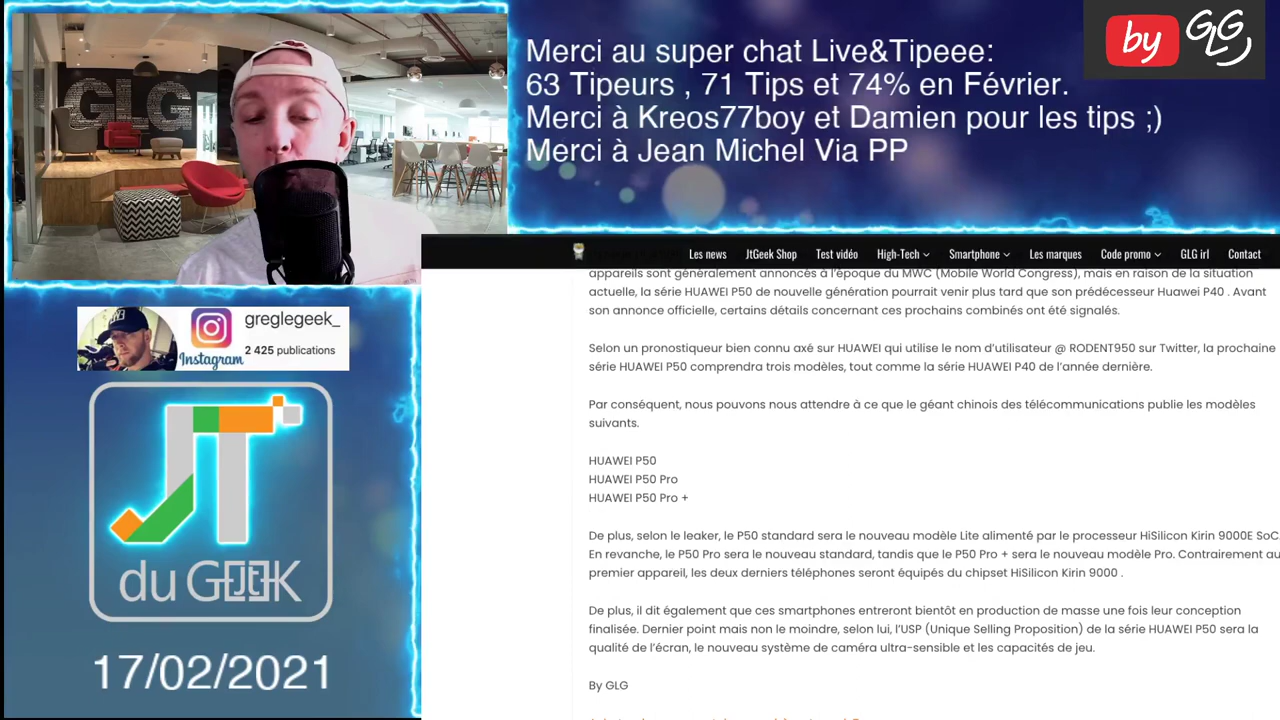 GLG
Merci au super chat Live&Tipeee:
63 Tipeurs , 71 Tips et 74% en Février.
Merci à Kreos77boy et Damien pour les tips ;)
Merci à Jean Michel Via PP
by GLG
Les news JtGeek Shop Test vidéo High-Tech Smartphone Les marques Code promo GLG irl Contact
appareils sont généralement annoncés à l'époque du MWC (Mobile World Congress), mais en raison de la situation
actuelle, la série HUAWEI P50 de nouvelle génération pourrait venir plus tard que son prédécesseur Huawei P40 . Avant
son annonce officielle, certains détails concernant ces prochains combinés ont été signalés.
Selon un pronostiqueur bien connu axé sur HUAWEI qui utilise le nom d'utilisateur @ RODENT950 sur Twitter, la prochaine
série HUAWEI P50 comprendra trois modèles, tout comme la série HUAWEI P40 de l'année dernière.
Par conséquent, nous pouvons nous attendre à ce que le géant chinois des télécommunications publie les modèles
suivants.
HUAWEI P50
HUAWEI P50 Pro
HUAWEI P50 Pro +
De plus, selon le leaker, le P50 standard sera le nouveau modèle Lite alimenté par le processeur HiSilicon Kirin 9000E SoC.
En revanche, le P50 Pro sera le nouveau standard, tandis que le P50 Pro + sera le nouveau modèle Pro. Contrairement au
premier appareil, les deux derniers téléphones seront équipés du chipset HiSilicon Kirin 9000 .
De plus, il dit également que ces smartphones entreront bientôt en production de masse une fois leur conception
finalisée. Dernier point mais non le moindre, selon lui, l'USP (Unique Selling Proposition) de la série HUAWEI P50 sera la
qualité de l'écran, le nouveau système de caméra ultra-sensible et les capacités de jeu.
By GLG
greglegeek_
2 425 publications
Instagram
JT
du GEEK
17/02/2021